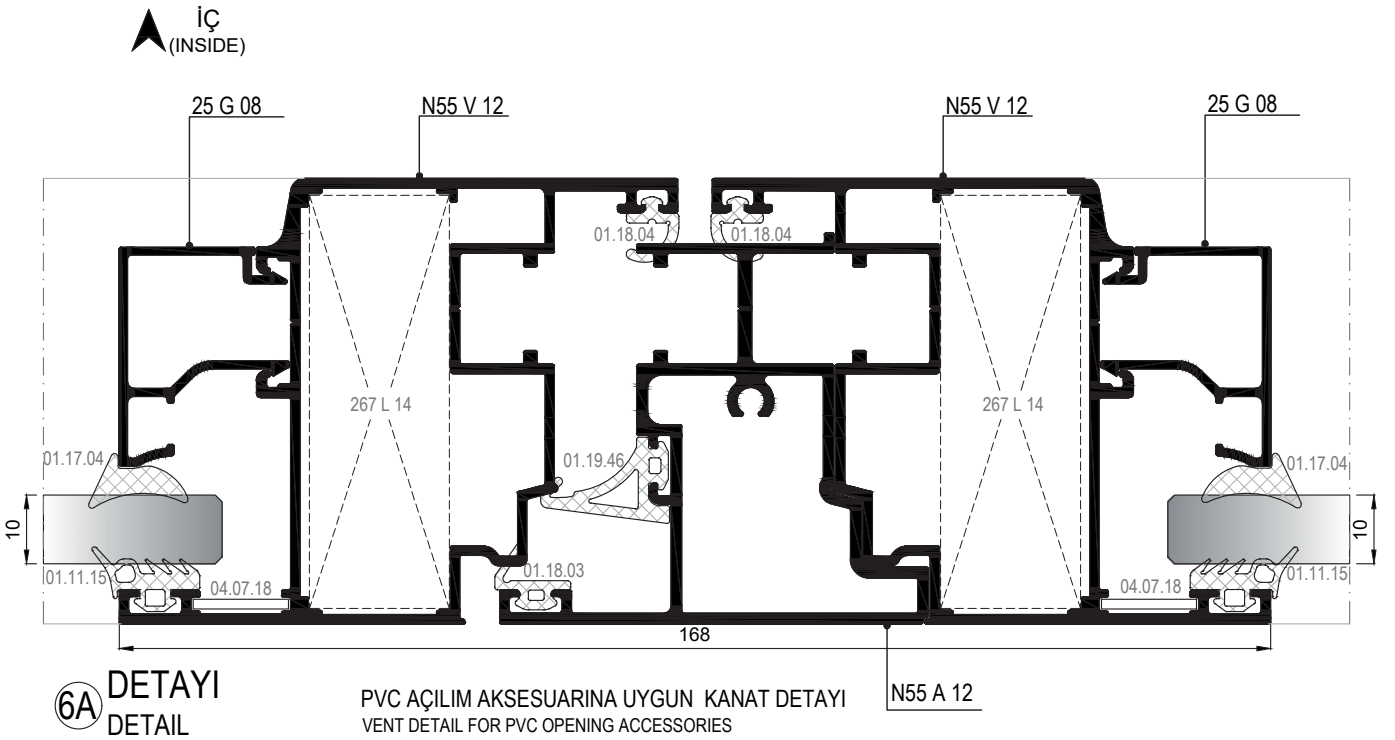 İÇ
(INSIDE)
25 G 08
N55 V 12
N55 V 12
25 G 08
01.18.04
01.18.04
267 L 14
267 L 14
01.17.04
01.19.46
01.17.04
10
10
01.11.15
04.07.18
01.18.03
04.07.18
01.11.15
168
6A
DETAYI
DETAIL
PVC AÇILIM AKSESUARINA UYGUN KANAT DETAYI
VENT DETAIL FOR PVC OPENING ACCESSORIES
N55 A 12